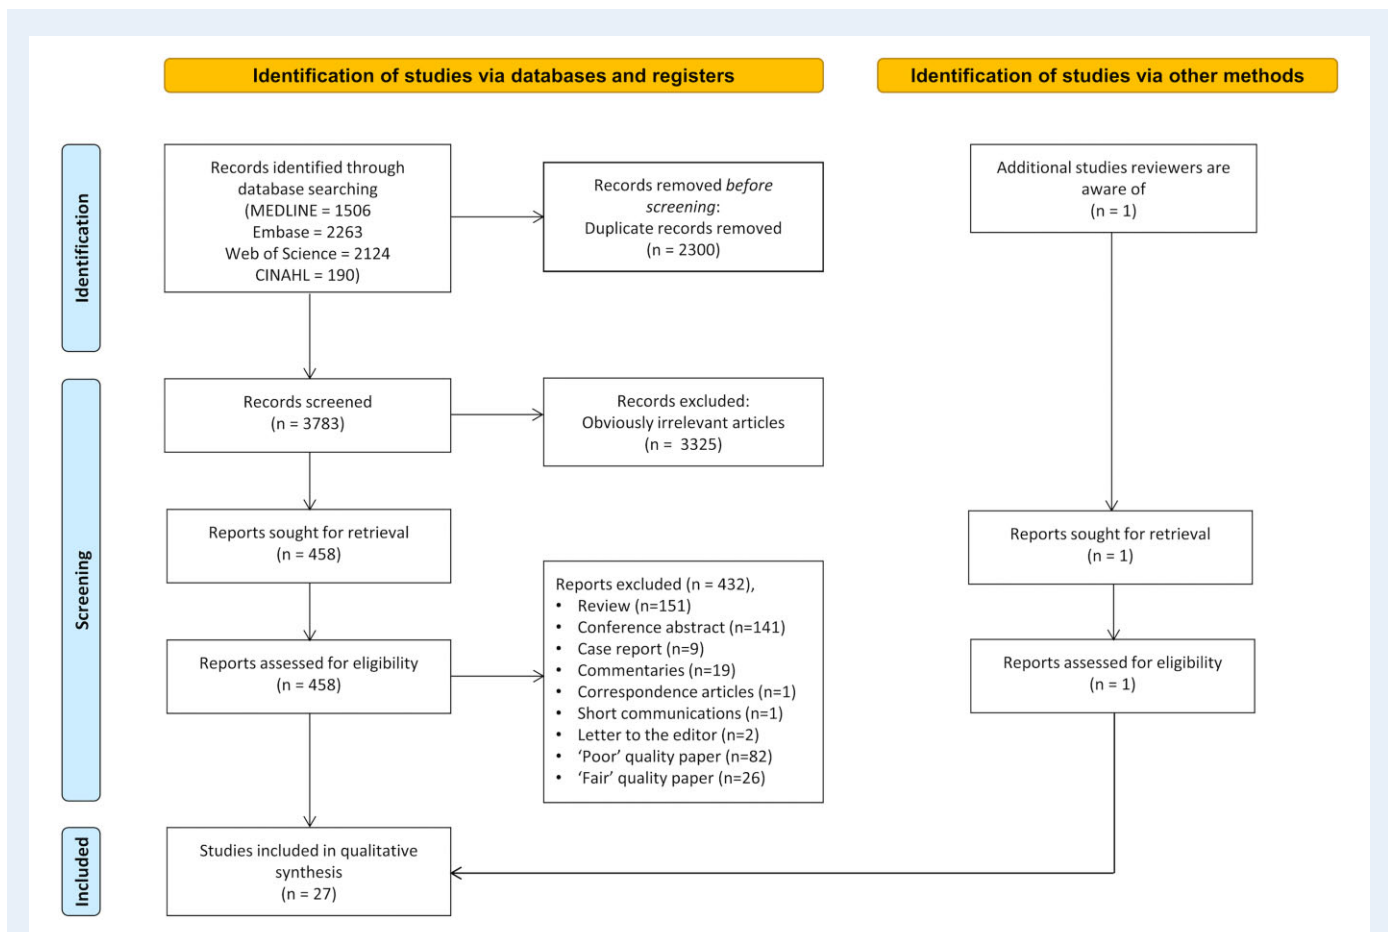 Identification of studies via databases and registers
Identification of studies via other methods
Identification
Records identified through
database searching
(MEDLINE = 1506
Embase = 2263
Web of Science = 2124
CINAHL = 190)
Records removed before
screening:
Duplicate records removed
(n = 2300)
Additional studies reviewers are
aware of
(n = 1)
Screening
Records screened
(n = 3783)
Records excluded:
Obviously irrelevant articles
(n =  3325)
Reports sought for retrieval
(n = 458)
Reports sought for retrieval
(n = 1)
Reports assessed for eligibility
(n = 458)
Reports excluded (n = 432),
• Review (n=151)
• Conference abstract (n=141)
• Case report (n=9)
• Commentaries (n=19)
• Correspondence articles (n=1)
• Short communications (n=1)
• Letter to the editor (n=2)
• ‘Poor’ quality paper (n=82)
• ‘Fair’ quality paper (n=26)
Reports assessed for eligibility
(n = 1)
Included
Studies included in qualitative
synthesis
(n = 27)